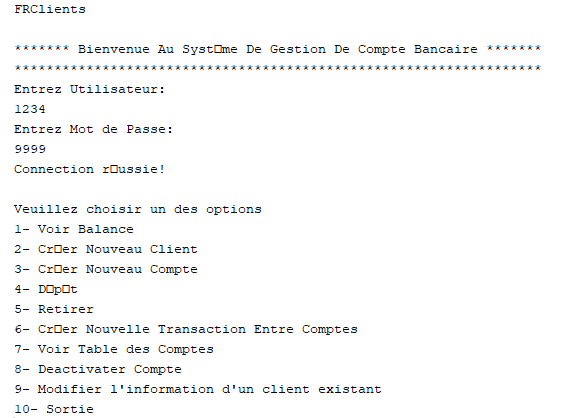 FRClients
******* Bienvenue Au Syst□me De Gestion De Compte Bancaire *******
******************************************************************
Entrez Utilisateur:
1234
Entrez Mot de Passe:
9999
Connection r□ussie!
Veuillez choisir un des options
1- Voir Balance
2- Cr□er Nouveau Client
3- Cr□er Nouveau Compte
4- D□p□t
5- Retirer
6- Cr□er Nouvelle Transaction Entre Comptes
7- Voir Table des Comptes
8- Deactivater Compte
9- Modifier l'information d'un client existant
10- Sortie